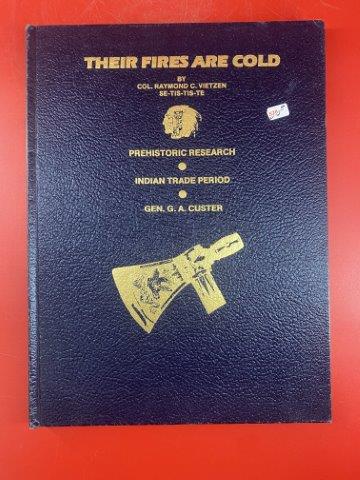 THEIR FIRES ARE COLD
BY
COL. RAYMOND C. VIETZEN
SE-TIS-TIS-TE
PREHISTORIC RESEARCH
INDIAN TRADE PERIOD
GEN. G. A. CUSTER